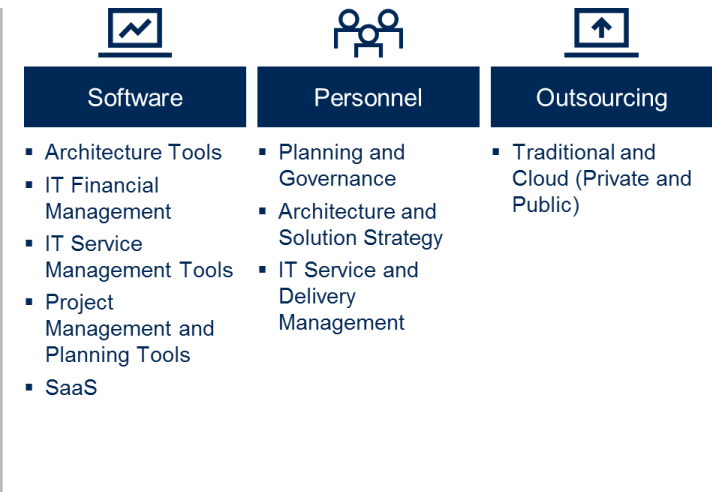 Software
▪ Architecture Tools
▪ IT Financial
Management
▪ IT Service
Management Tools
▪ Project
Management and
Planning Tools
▪ SaaS
Personnel
▪ Planning and
Governance
▪ Architecture and
Solution Strategy
▪ IT Service and
Delivery
Management
Outsourcing
▪ Traditional and
Cloud (Private and
Public)